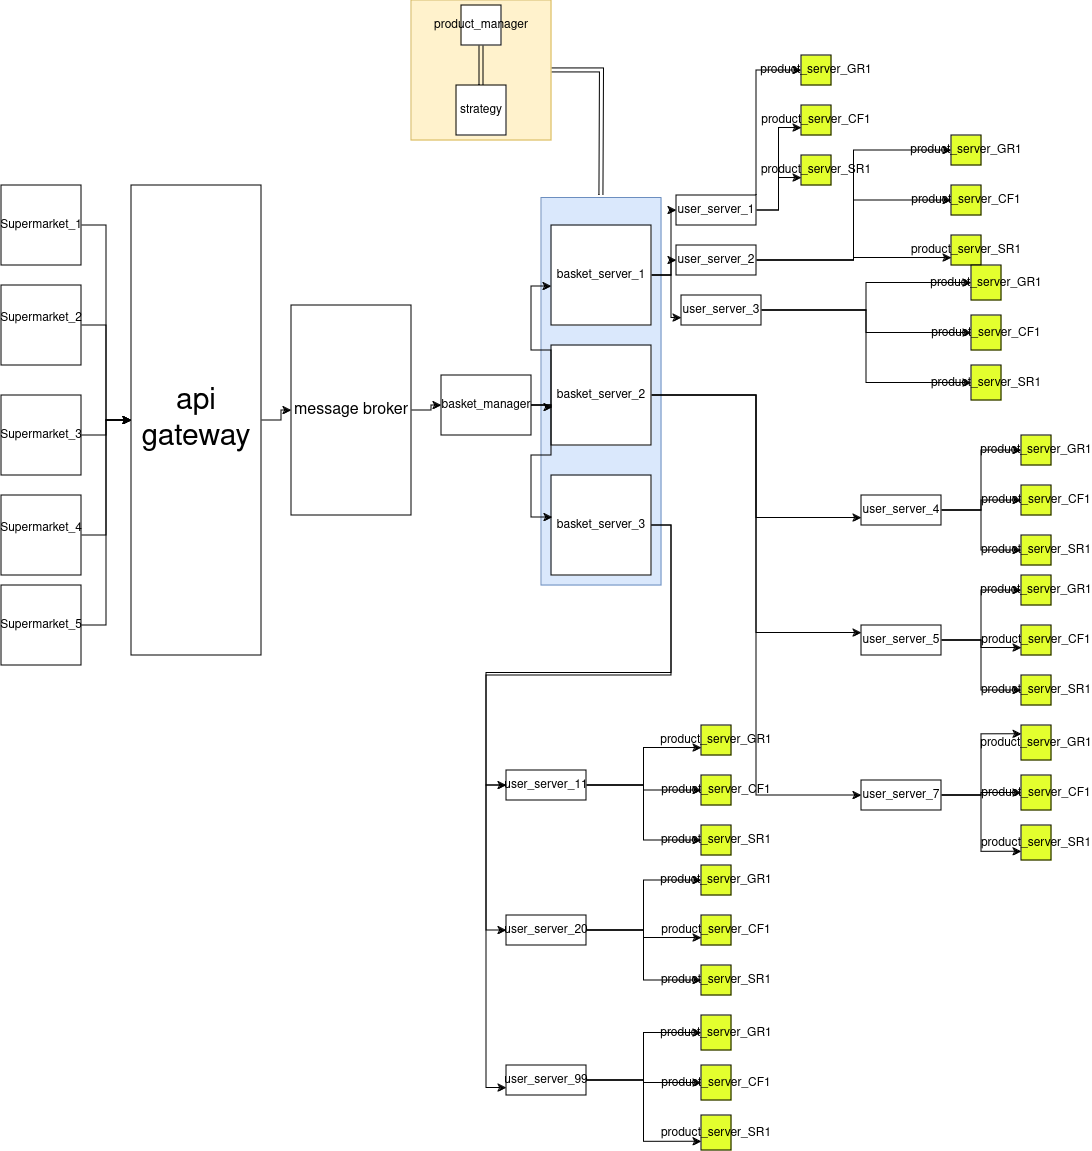 product_manager
strategy
Supermarket_1
Supermarket_2
Supermarket_3
Supermarket_4
Supermarket_5
api
gateway
message broker
basket_manager
basket_server_1
basket_server_2
basket_server_3
user_server_1
product_server_GR1
product_server_CF1
product_server_SR1
user_server_2
product_server_GR1
product_server_CF1
product_server_SR1
user_server_3
product_server_GR1
product_server_CF1
product_server_SR1
user_server_4
product_server_GR1
product_server_CF1
product_server_SR1
user_server_5
product_server_GR1
product_server_CF1
product_server_SR1
user_server_7
product_server_GR1
product_server_CF1
product_server_SR1
user_server_11
product_server_GR1
product_server_CF1
product_server_SR1
user_server_20
product_server_GR1
product_server_CF1
product_server_SR1
user_server_99
product_server_GR1
product_server_CF1
product_server_SR1